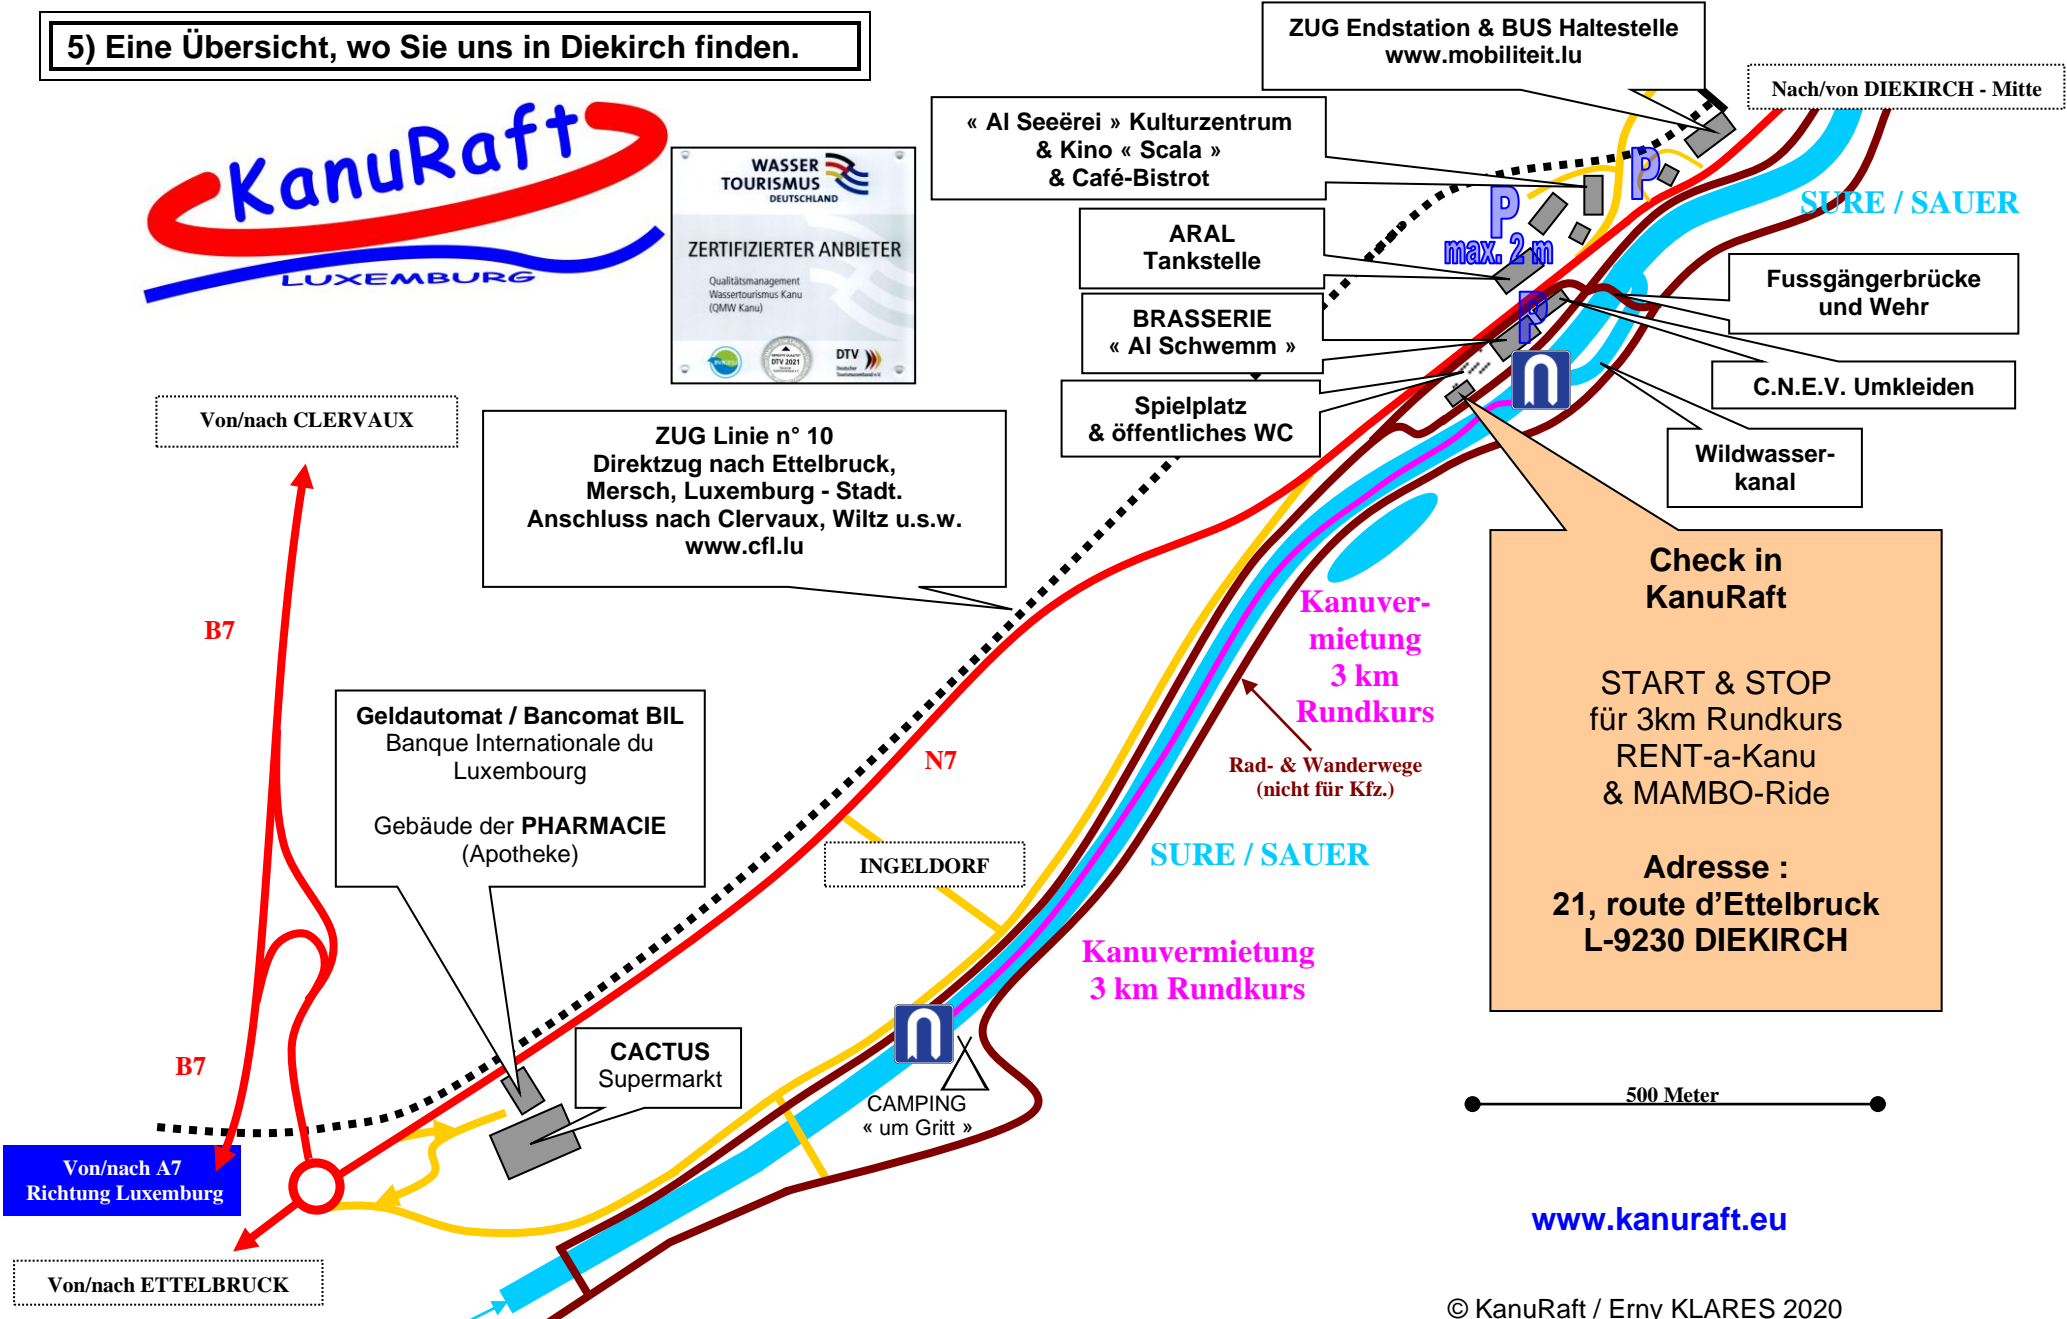 5) Eine Übersicht, wo Sie uns in Diekirch finden.
KanuRaft
LUXEMBURG
WASSER
TOURISMUS
DEUTSCHLAND
ZERTIFIZIERTER ANBIETER
Qualitätsmanagement
Wassertourismus Kanu
(QMW Kanu)
DTV 2021
DTV
Deutscher
Tourismusverband e.V.
ZUG Endstation & BUS Haltestelle
www.mobiliteit.lu
Nach/von DIEKIRCH - Mitte
« Al Seeërei » Kulturzentrum
& Kino « Scala »
& Café-Bistrot
P
P
max. 2 m
SURE / SAUER
ARAL
Tankstelle
Fussgängerbrücke
und Wehr
BRASSERIE
« Al Schwemm »
P
C.N.E.V. Umkleiden
Spielplatz
& öffentliches WC
Wildwasser-
kanal
Von/nach CLERVAUX
ZUG Linie n° 10
Direktzug nach Ettelbruck,
Mersch, Luxemburg - Stadt.
Anschluss nach Clervaux, Wiltz u.s.w.
www.cfl.lu
Check in
KanuRaft
START & STOP
für 3km Rundkurs
RENT-a-Kanu
& MAMBO-Ride
Adresse :
21, route d'Ettelbruck
L-9230 DIEKIRCH
Kanuver-
mietung
3 km
Rundkurs
B7
Geldautomat / Bancomat BIL
Banque Internationale du
Luxembourg
Gebäude der PHARMACIE
(Apotheke)
N7
Rad- & Wanderwege
(nicht für Kfz.)
INGELDORF
SURE / SAUER
Kanuvermietung
3 km Rundkurs
B7
CACTUS
Supermarkt
CAMPING
« um Gritt »
500 Meter
Von/nach A7
Richtung Luxemburg
www.kanuraft.eu
Von/nach ETTELBRUCK
© KanuRaft / Erny KLARES 2020